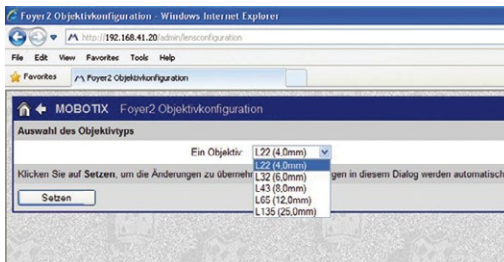 Foyer2 Objektivkonfiguration - Windows Internet Explorer
http://192.168.41.20/admin/lensconfiguration
File Edit View Favorites Tools Help
Favorites Foyer2 Objektivkonfiguration
MOBOTIX Foyer2 Objektivkonfiguration
Auswahl des Objektivtyps
Ein Objektiv: L22 (4,0mm)
L22 (4,0mm)
L32 (6,0mm)
L43 (8,0mm)
L65 (12,0mm)
L135 (25,0mm)
Klicken Sie auf Setzen, um die Änderungen zu in diesem Dialog werden
Setzen